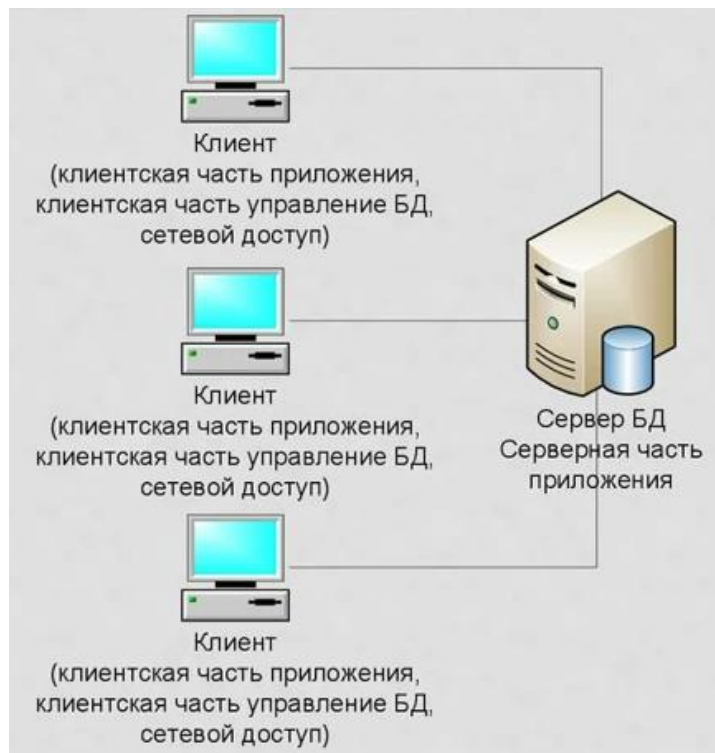 Клиент
(клиентская часть приложения,
клиентская часть управление БД,
сетевой доступ)
Клиент
(клиентская часть приложения,
клиентская часть управление БД,
сетевой доступ)
Сервер БД
Серверная часть
приложения
Клиент
(клиентская часть приложения,
клиентская часть управление БД,
сетевой доступ)